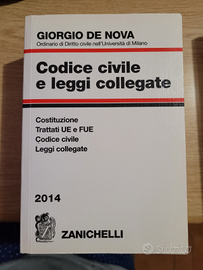 GIORGIO DE NOVA
Ordinario di Diritto civile nell'Università di Milano
Codice civile
e leggi collegate
Costituzione
Trattati UE e FUE
Codice civile
Leggi collegate
2014
ZANICHELLI
subito